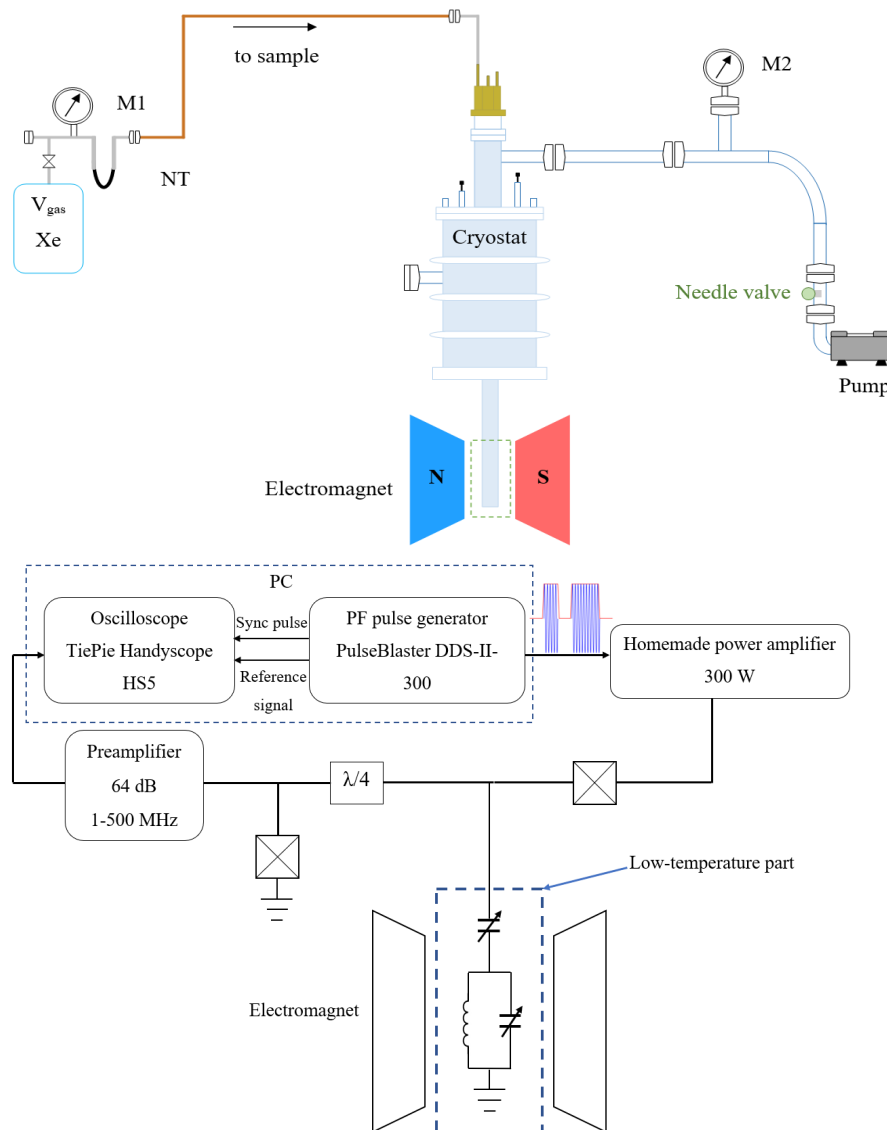 to sample
M1
M2
NT
V_gas
Xe
Cryostat
Needle valve
Pump
N
S
Electromagnet
PC
Oscilloscope
TiePie Handyscope
HS5
Sync pulse
Reference
signal
PF pulse generator
PulseBlaster DDS-II-
300
Homemade power amplifier
300 W
Preamplifier
64 dB
1-500 MHz
λ/4
Low-temperature part
Electromagnet